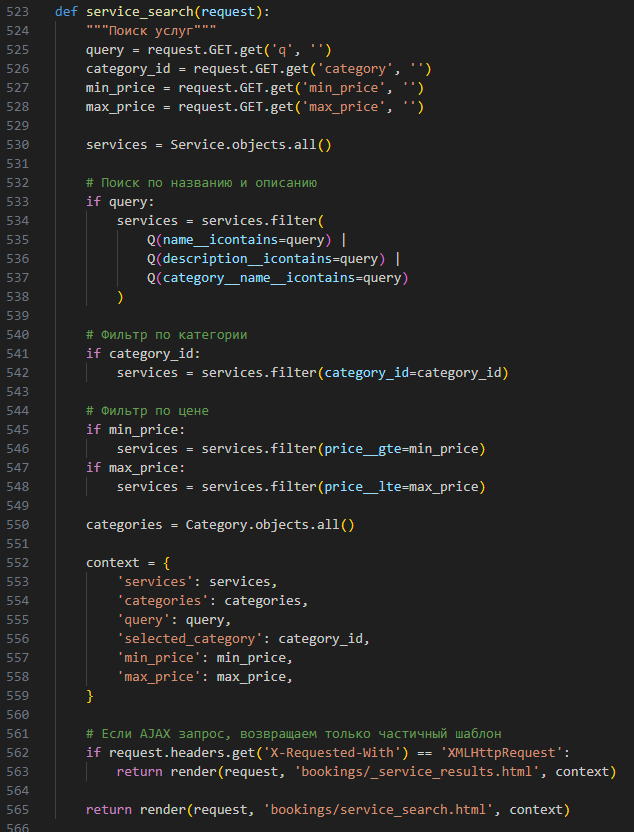 523 def service_search(request):
524     """Поиск услуг"""
525     query = request.GET.get('q', '')
526     category_id = request.GET.get('category', '')
527     min_price = request.GET.get('min_price', '')
528     max_price = request.GET.get('max_price', '')
529
530     services = Service.objects.all()
531
532     # Поиск по названию и описанию
533     if query:
534         services = services.filter(
535             Q(name__icontains=query) |
536             Q(description__icontains=query) |
537             Q(category__name__icontains=query)
538         )
539
540     # Фильтр по категории
541     if category_id:
542         services = services.filter(category_id=category_id)
543
544     # Фильтр по цене
545     if min_price:
546         services = services.filter(price__gte=min_price)
547     if max_price:
548         services = services.filter(price__lte=max_price)
549
550     categories = Category.objects.all()
551
552     context = {
553         'services': services,
554         'categories': categories,
555         'query': query,
556         'selected_category': category_id,
557         'min_price': min_price,
558         'max_price': max_price,
559     }
560
561     # Если AJAX запрос, возвращаем только частичный шаблон
562     if request.headers.get('X-Requested-With') == 'XMLHttpRequest':
563         return render(request, 'bookings/_service_results.html', context)
564
565     return render(request, 'bookings/service_search.html', context)
566